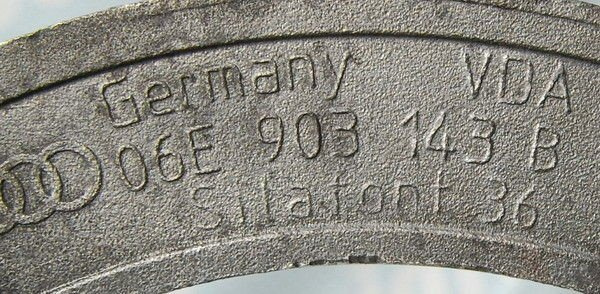 Germany VDA
06E 903 143 B
Silafont 36